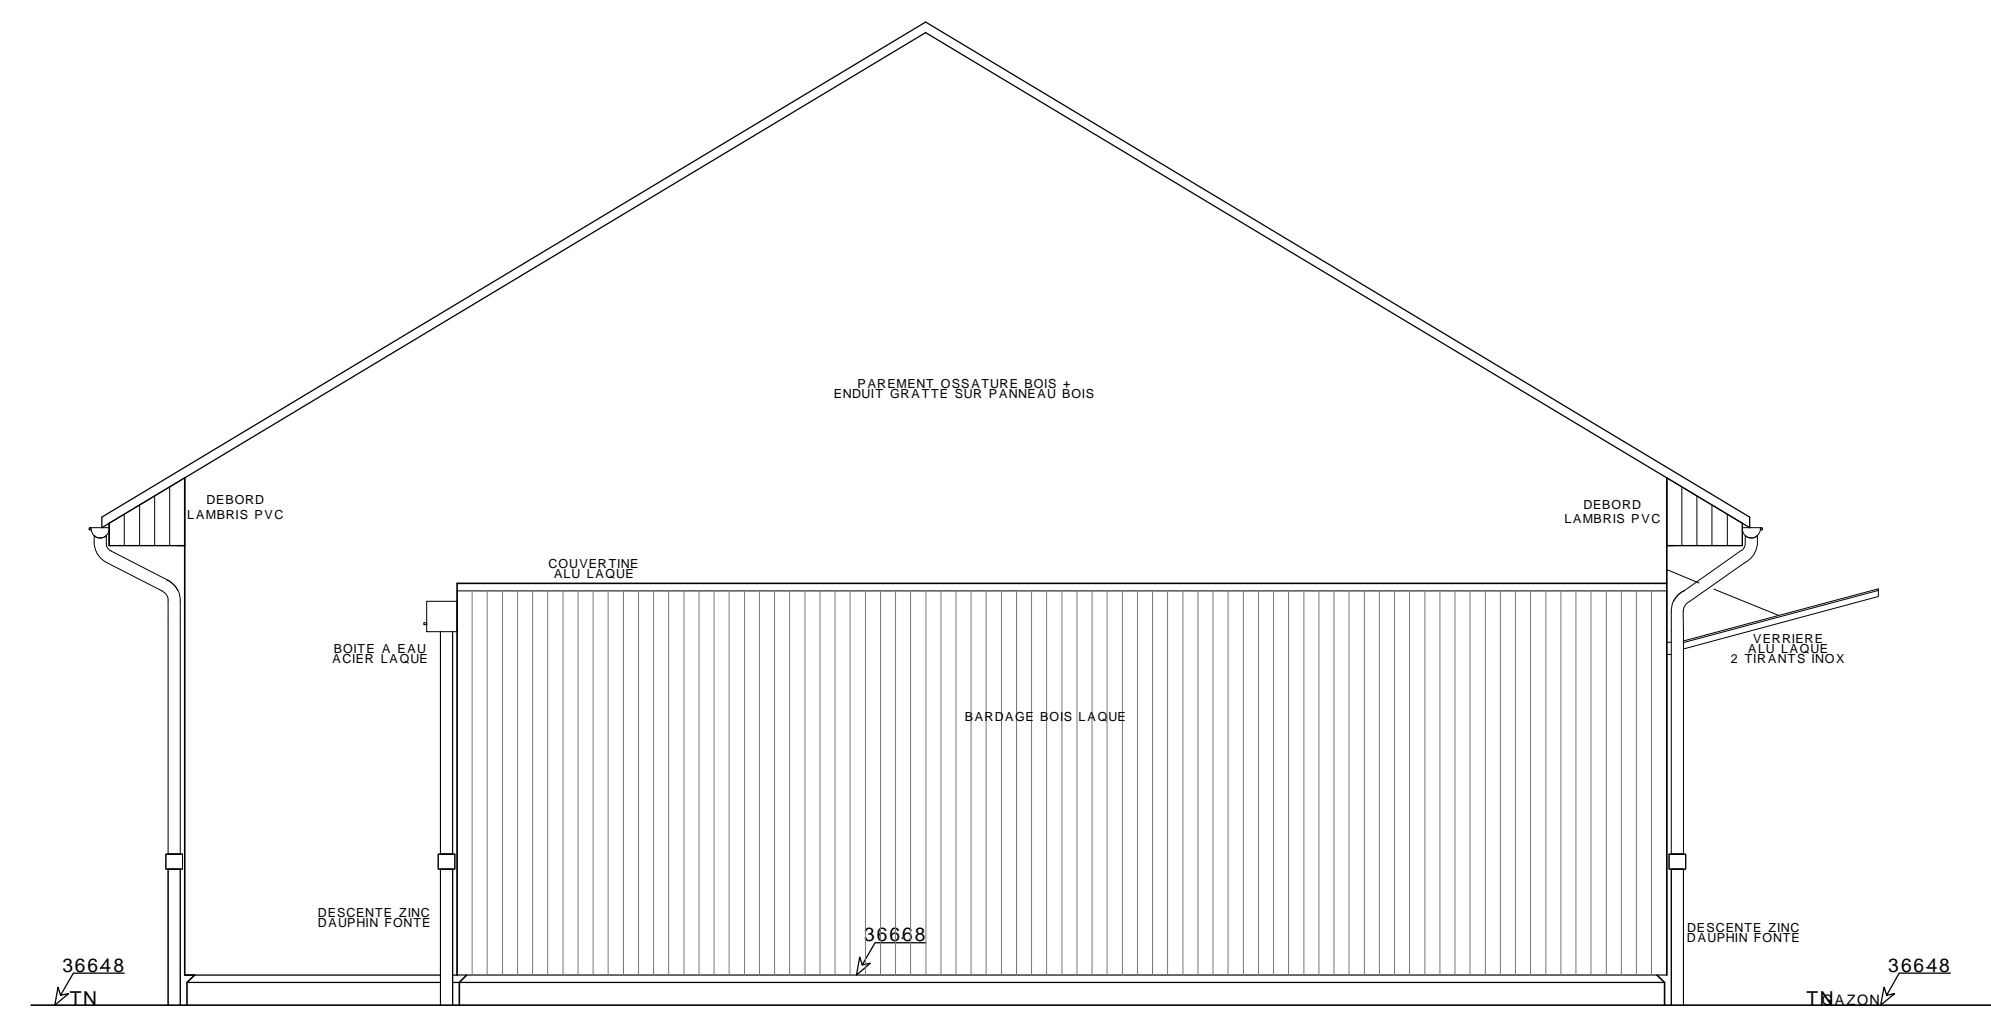 PAREMENT OSSATURE BOIS +
ENDUIT GRATTE SUR PANNEAU BOIS
DEBORD
LAMBRIS PVC
DEBORD
LAMBRIS PVC
COUVERTINE
ALU LAQUE
BOITE A EAU
ACIER LAQUE
VERRIERE
ALU LAQUE
2 TIRANTS INOX
BARDAGE BOIS LAQUE
DESCENTE ZINC
DAUPHIN FONTE
DESCENTE ZINC
DAUPHIN FONTE
36668
36648
TN
36648
TN GAZON